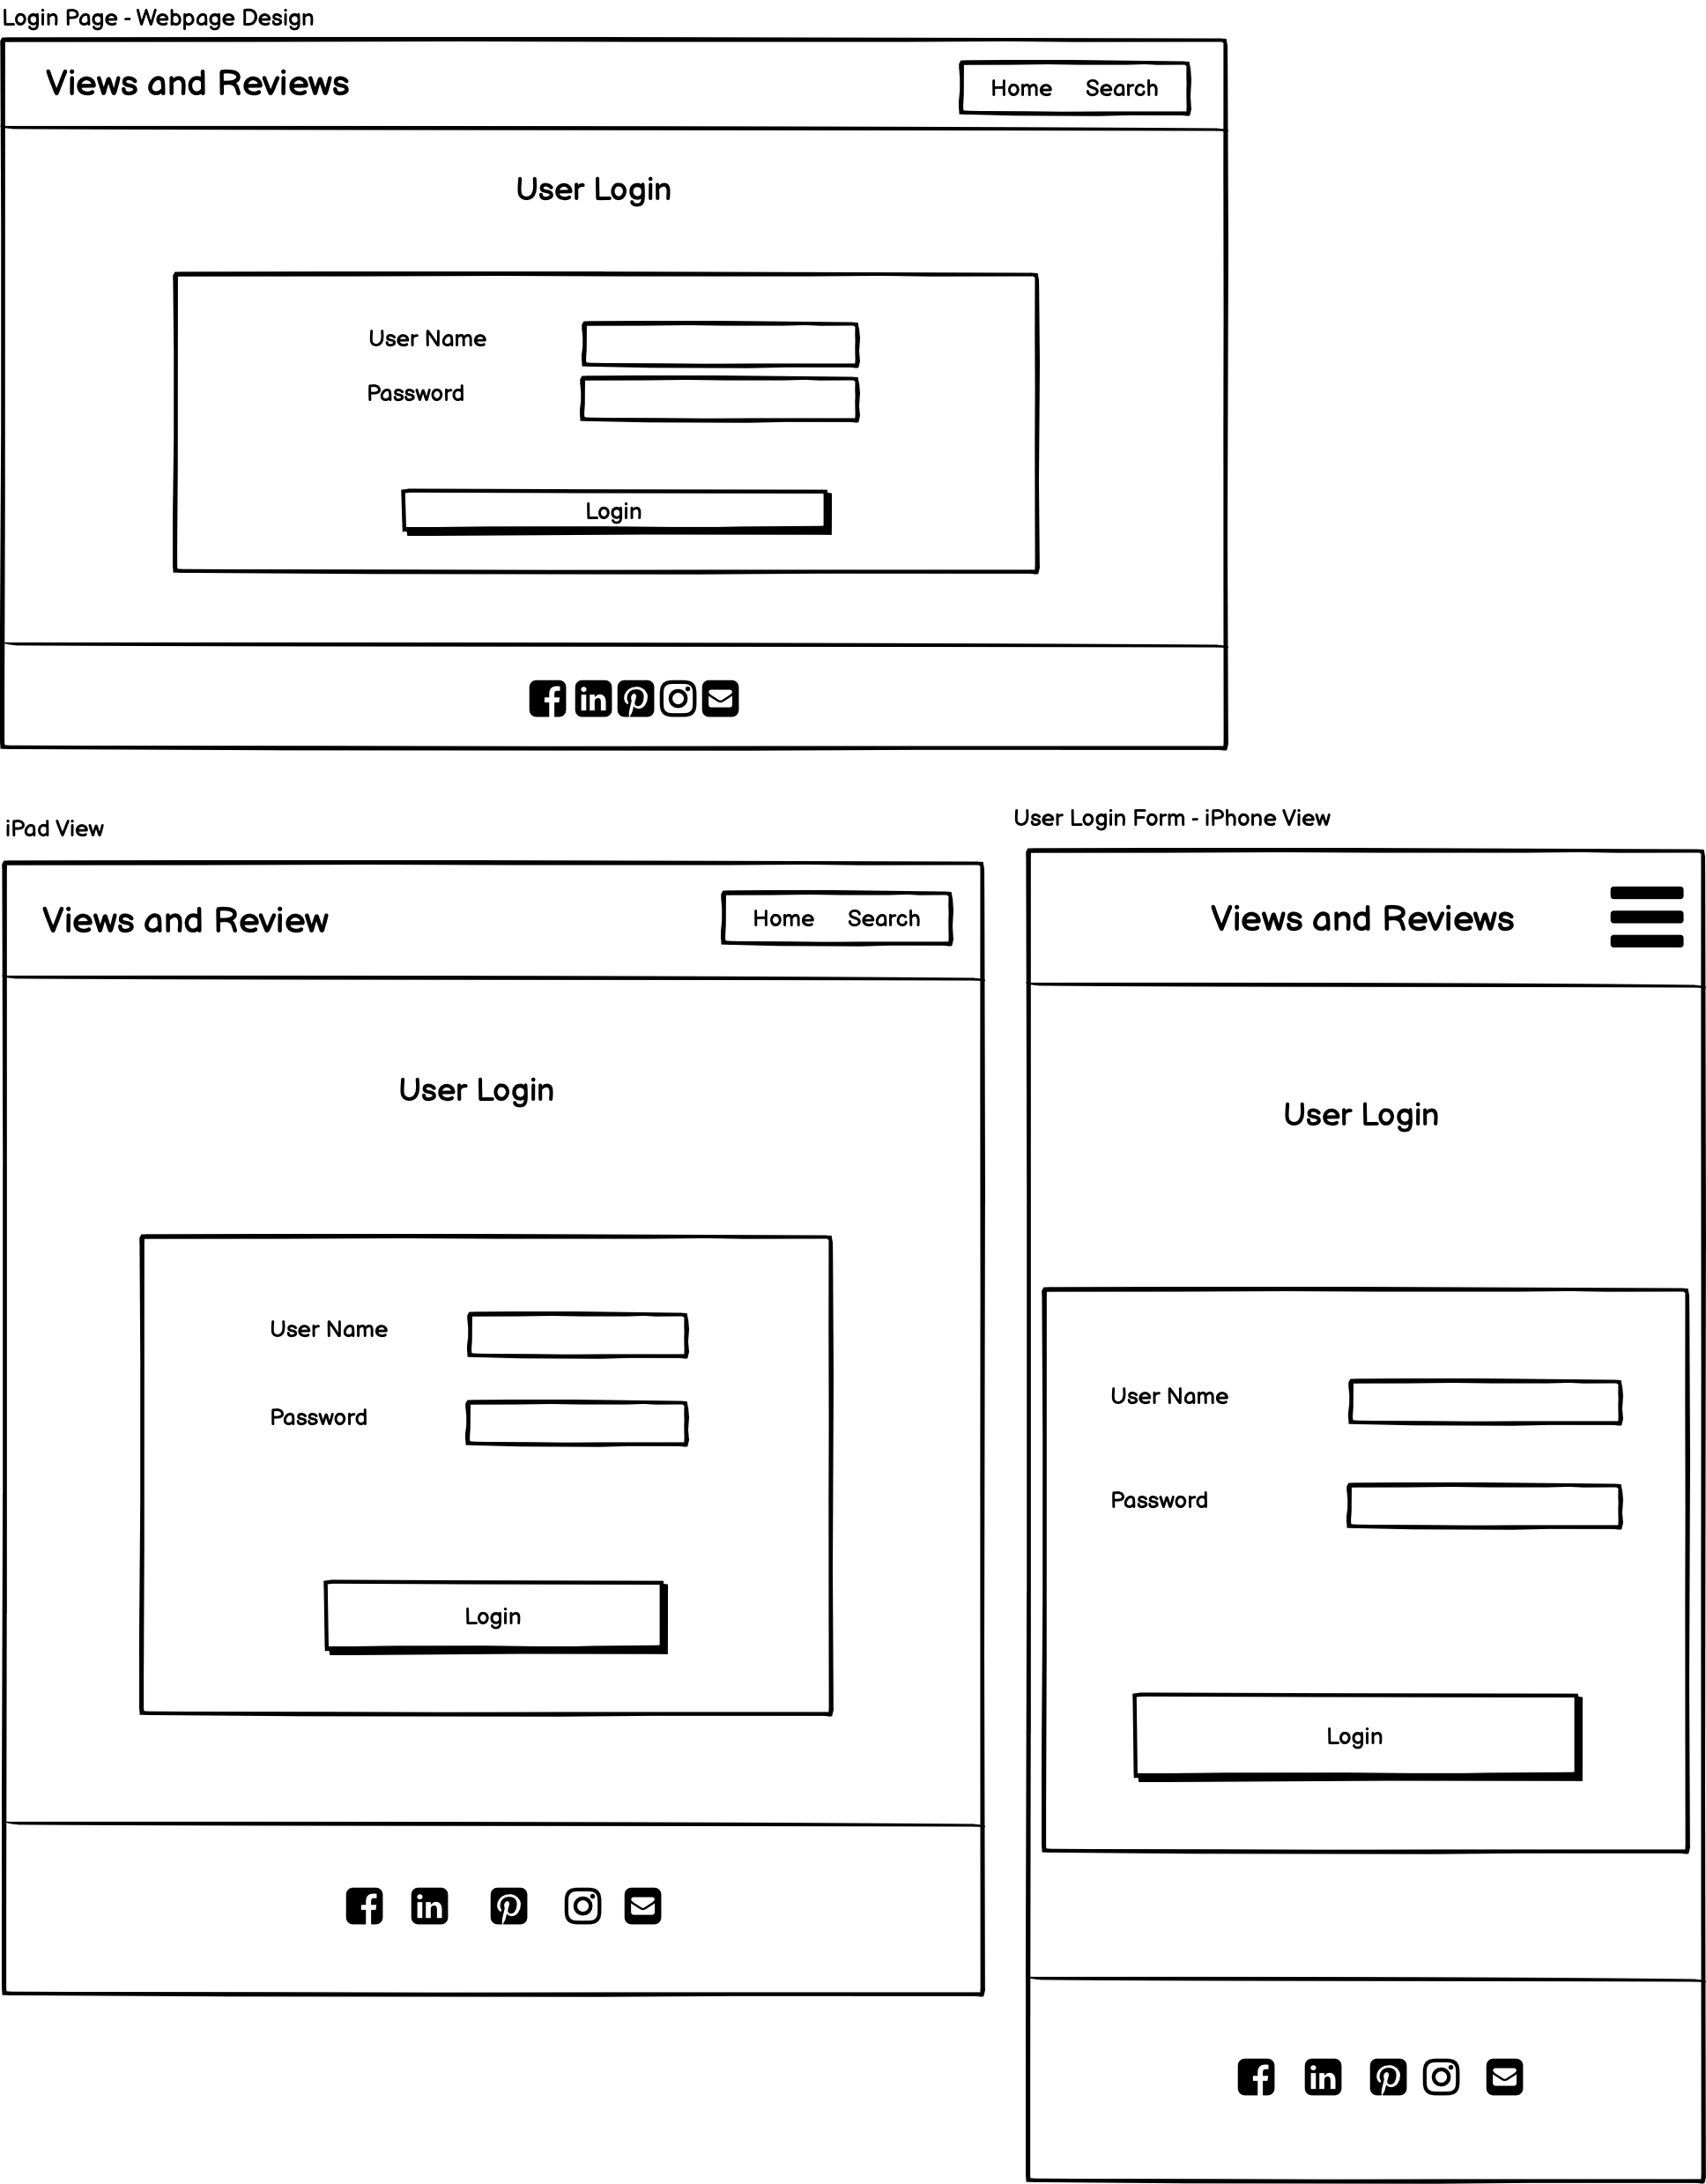 Login Page - Webpage Design
Views and Reviews
Home Search
User Login
User Name
Password
Login
iPad View
Views and Review
Home Search
User Login
User Name
Password
Login
User Login Form - iPhone View
Views and Reviews
User Login
User Name
Password
Login